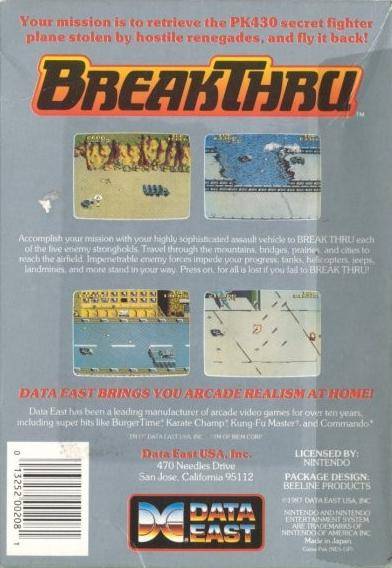 Your mission is to retrieve the PK430 secret fighter
plane stolen by hostile renegades, and fly it back!
BREAKTHRU
TM
Accomplish your mission with your highly sophisticated assault vehicle to BREAK THRU each
of the five enemy strongholds. Travel through the mountains, bridges, prairies, and cities to
reach the airfield. Impenetrable enemy forces impede your progress, tanks, helicopters, jeeps,
landmines, and more stand in your way. Press on, for all is lost if you fail to BREAK THRU!
DATA EAST BRINGS YOU ARCADE REALISM AT HOME!
Data East has been a leading manufacturer of arcade video games for over ten years,
including super hits like BurgerTime, Karate Champ, Kung-Fu Master, and Commando.
DATA EAST USA, INC.
Data East USA, Inc.
470 Needles Drive
San Jose, California 95112
DATA
EAST
LICENSED BY:
NINTENDO
PACKAGE DESIGN:
BEELINE PRODUCTS
©1987 DATA EAST USA, INC
NINTENDO AND NINTENDO
ENTERTAINMENT SYSTEM
ARE TRADEMARKS OF
NINTENDO OF AMERICA INC
Made in Japan
Game Pak (NES-GP)
0 13252 00208 1